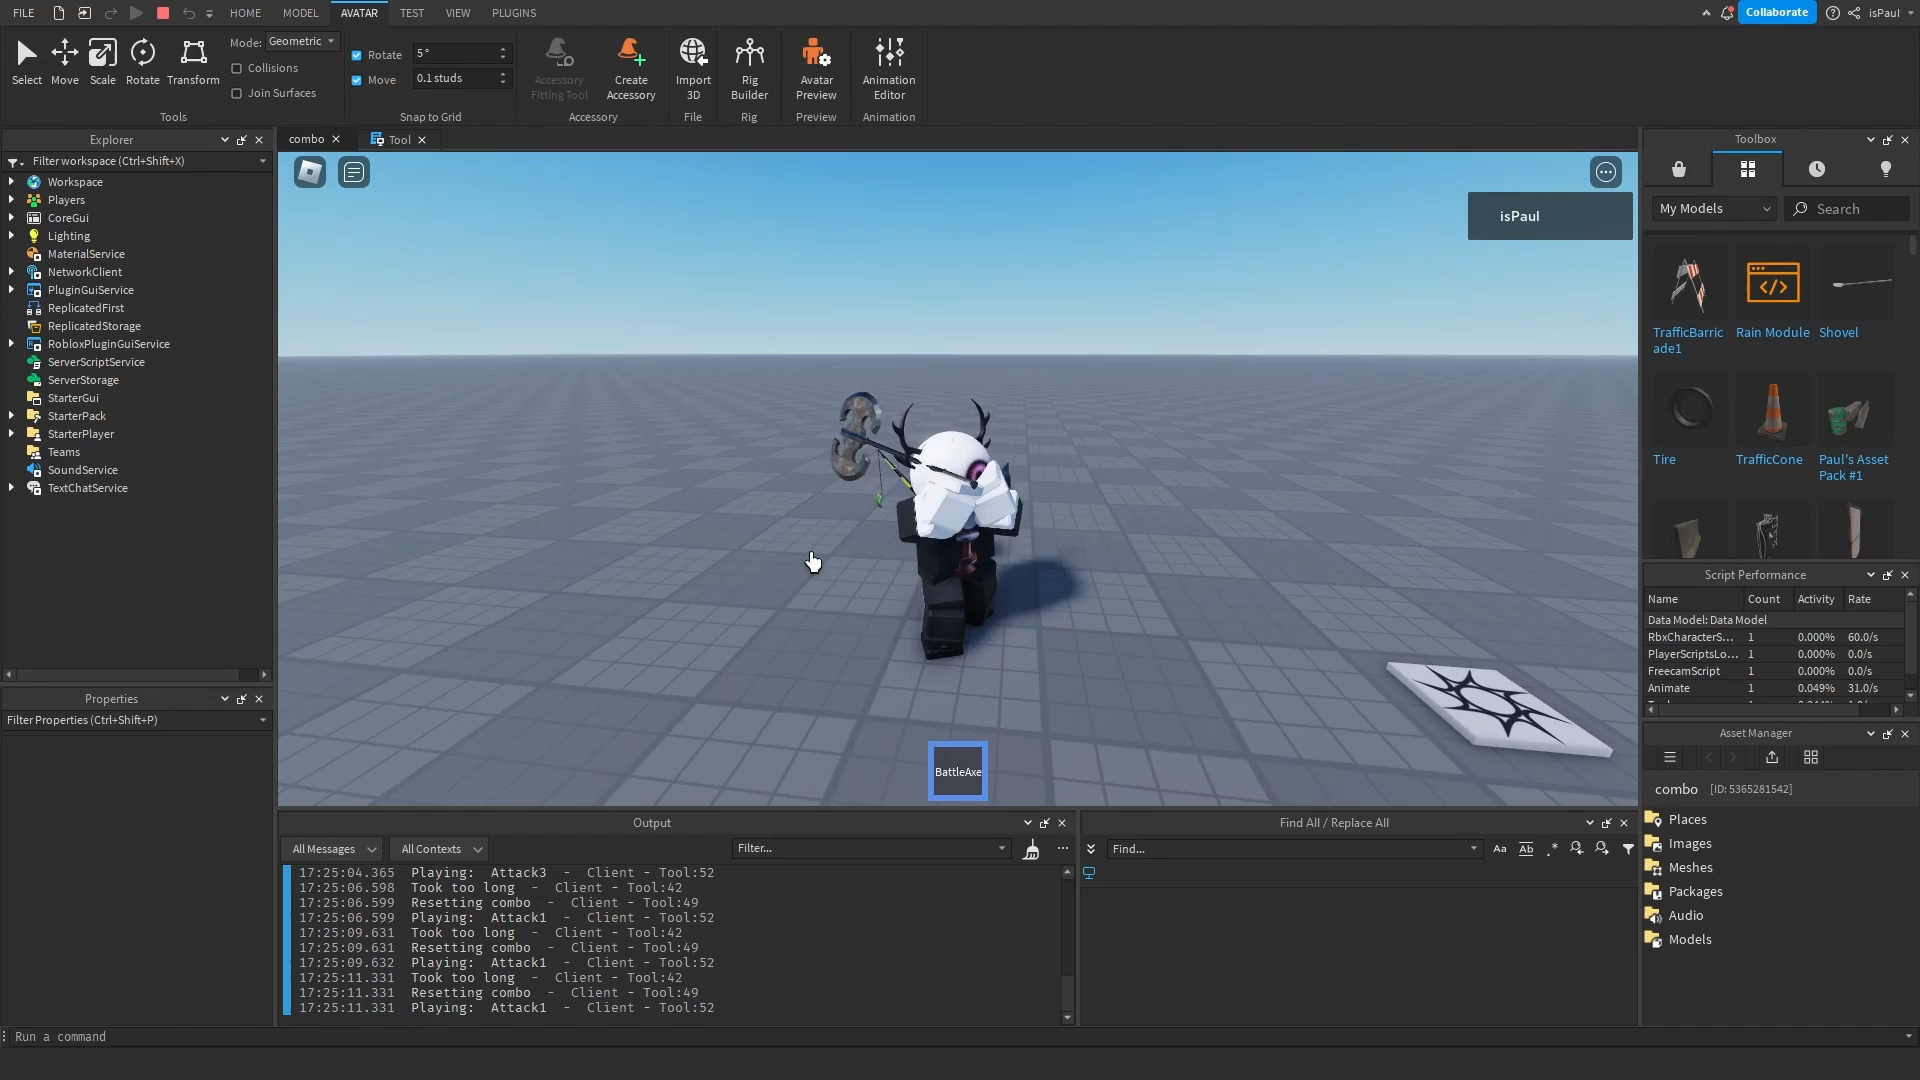 FILE HOME MODEL AVATAR TEST VIEW PLUGINS Collaborate isPaul
Select Move Scale Rotate Transform
Mode: Geometric
Collisions
Join Surfaces
Tools
Rotate 5°
Move 0.1 studs
Snap to Grid
Accessory Fitting Tool
Create Accessory
Accessory
Import 3D
File
Rig Builder
Rig
Avatar Preview
Preview
Animation Editor
Animation
Explorer
Filter workspace (Ctrl+Shift+X)
Workspace
Players
CoreGui
Lighting
MaterialService
NetworkClient
PluginGuiService
ReplicatedFirst
ReplicatedStorage
RobloxPluginGuiService
ServerScriptService
ServerStorage
StarterGui
StarterPack
StarterPlayer
Teams
SoundService
TextChatService
Properties
Filter Properties (Ctrl+Shift+P)
combo
Tool
isPaul
BattleAxe
Output
All Messages All Contexts Filter...
17:25:04.365 Playing: Attack3 - Client - Tool:52
17:25:06.598 Took too long - Client - Tool:42
17:25:06.599 Resetting combo - Client - Tool:49
17:25:06.599 Playing: Attack1 - Client - Tool:52
17:25:09.631 Took too long - Client - Tool:42
17:25:09.631 Resetting combo - Client - Tool:49
17:25:09.632 Playing: Attack1 - Client - Tool:52
17:25:11.331 Took too long - Client - Tool:42
17:25:11.331 Resetting combo - Client - Tool:49
17:25:11.331 Playing: Attack1 - Client - Tool:52
Find All / Replace All
Find... Aa Ab .*
Toolbox
My Models Search
TrafficBarricade1
Rain Module
Shovel
Tire
TrafficCone
Paul's Asset Pack #1
Script Performance
Name Count Activity Rate
Data Model: Data Model
RbxCharacterS... 1 0.000% 60.0/s
PlayerScriptsLo... 1 0.000% 0.0/s
FreecamScript 1 0.000% 0.0/s
Animate 1 0.049% 31.0/s
Asset Manager
combo [ID: 5365281542]
Places
Images
Meshes
Packages
Audio
Models
Run a command